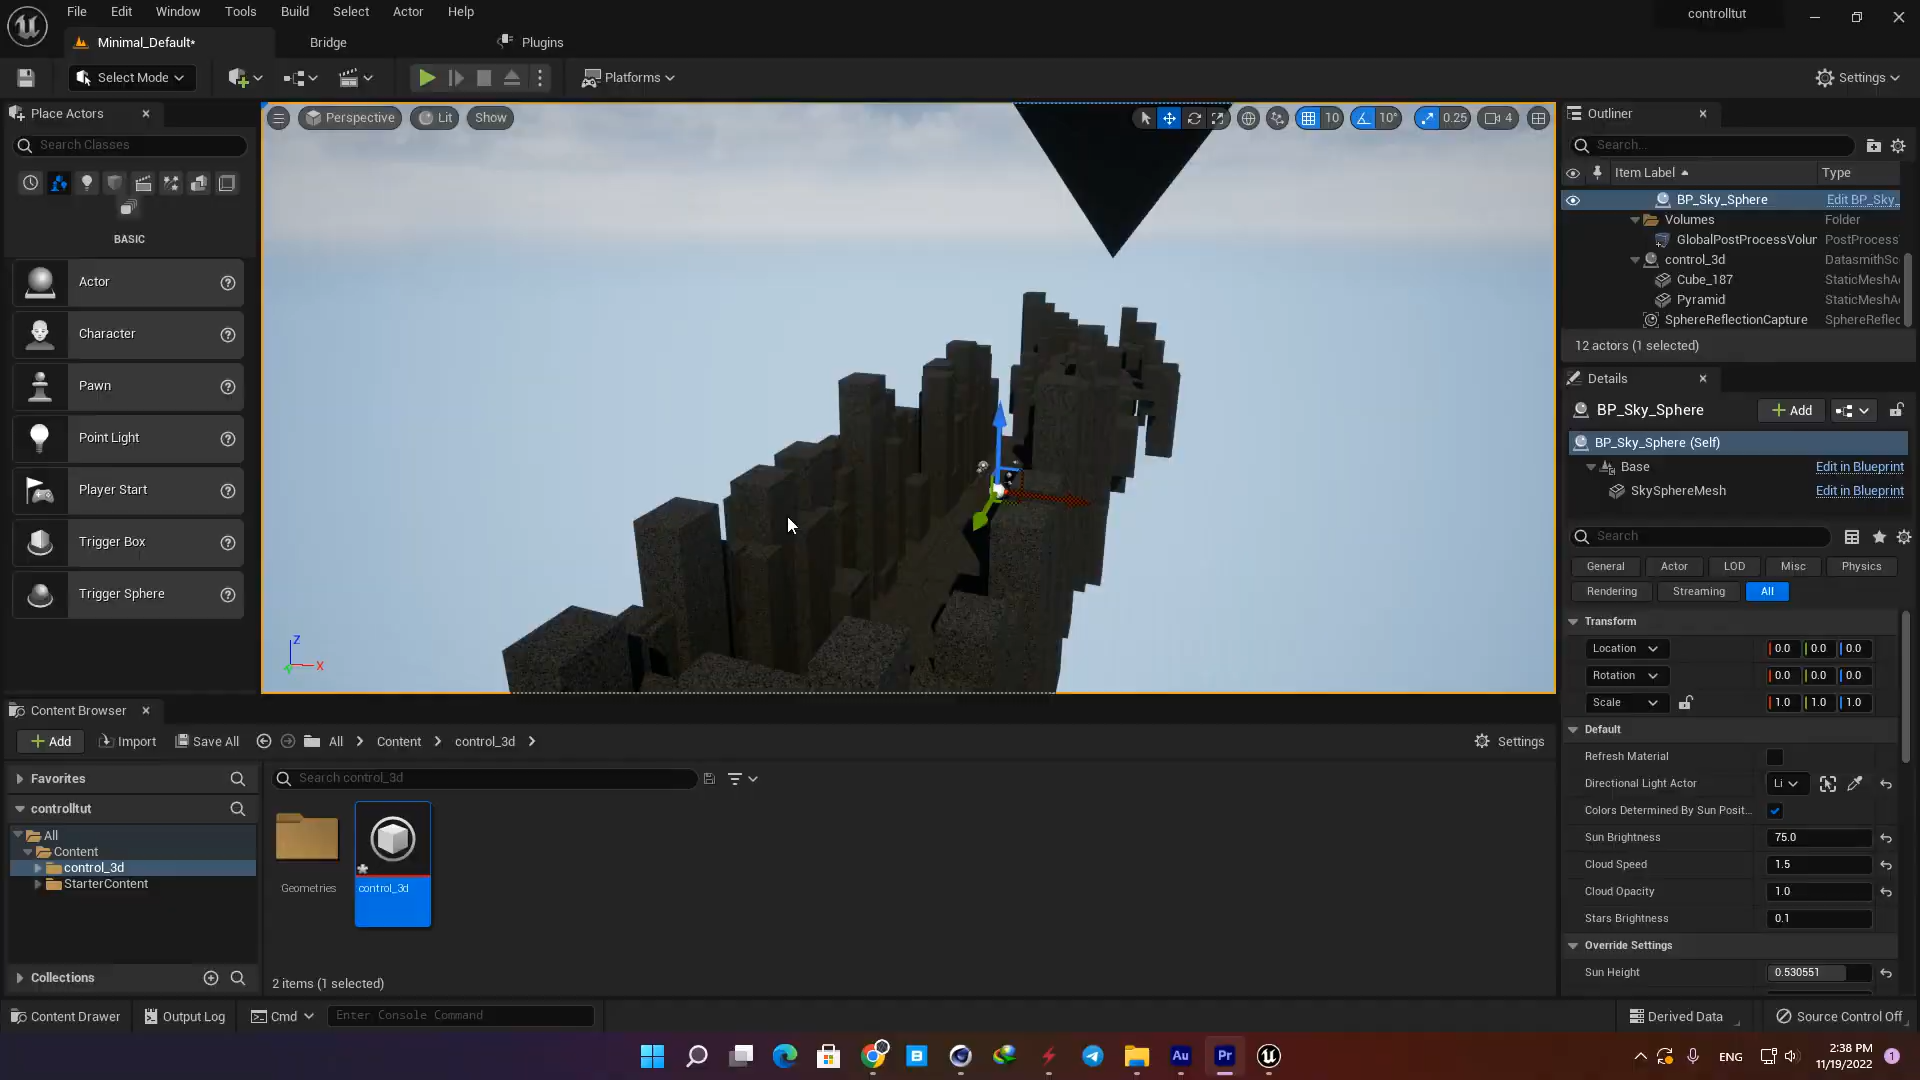 File Edit Window Tools Build Select Actor Help
controlltut
Minimal_Default*
Bridge
Plugins
Select Mode
Platforms
Settings
Place Actors
Search Classes
BASIC
Actor
Character
Pawn
Point Light
Player Start
Trigger Box
Trigger Sphere
Perspective
Lit
Show
10
10°
0.25
4
Z
X
Outliner
Search...
Item Label
Type
BP_Sky_Sphere Edit BP_Sky_
Volumes Folder
GlobalPostProcessVolur PostProcess
control_3d DatasmithSc
Cube_187 StaticMeshA
Pyramid StaticMeshA
SphereReflectionCapture SphereReflec
12 actors (1 selected)
Details
BP_Sky_Sphere
Add
BP_Sky_Sphere (Self)
Base Edit in Blueprint
SkySphereMesh Edit in Blueprint
Search
General Actor LOD Misc Physics
Rendering Streaming All
Transform
Location 0.0 0.0 0.0
Rotation 0.0 0.0 0.0
Scale 1.0 1.0 1.0
Default
Refresh Material
Directional Light Actor Li
Colors Determined By Sun Posit...
Sun Brightness 75.0
Cloud Speed 1.5
Cloud Opacity 1.0
Stars Brightness 0.1
Override Settings
Sun Height 0.530551
Content Browser
Add Import Save All All Content control_3d Settings
Favorites
controlltut
All
Content
control_3d
StarterContent
Collections
Search control_3d
Geometries
control_3d
2 items (1 selected)
Content Drawer Output Log Cmd Enter Console Command
Derived Data Source Control Off
B Au Pr
ENG
2:38 PM
11/19/2022
1